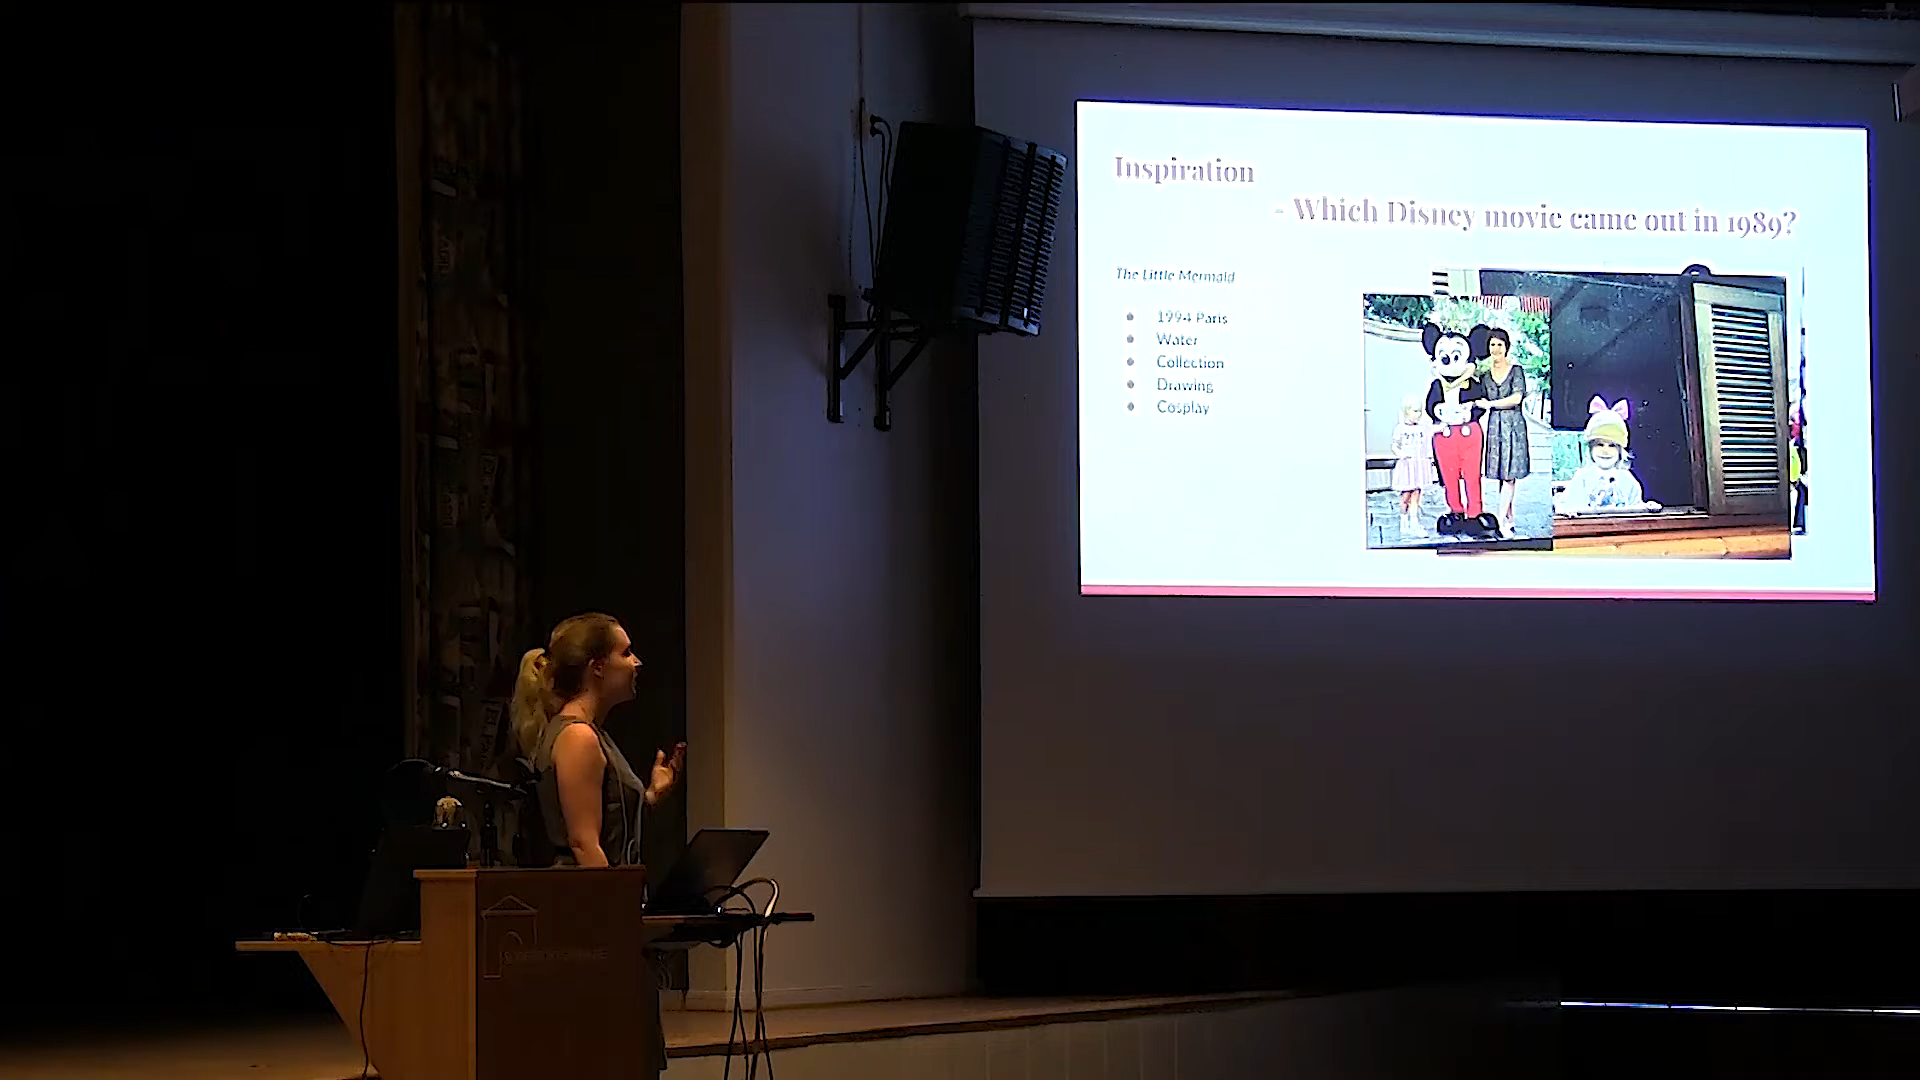 Inspiration
- Which Disney movie came out in 1989?
The Little Mermaid
1994 Paris
Water
Collection
Drawing
Cosplay